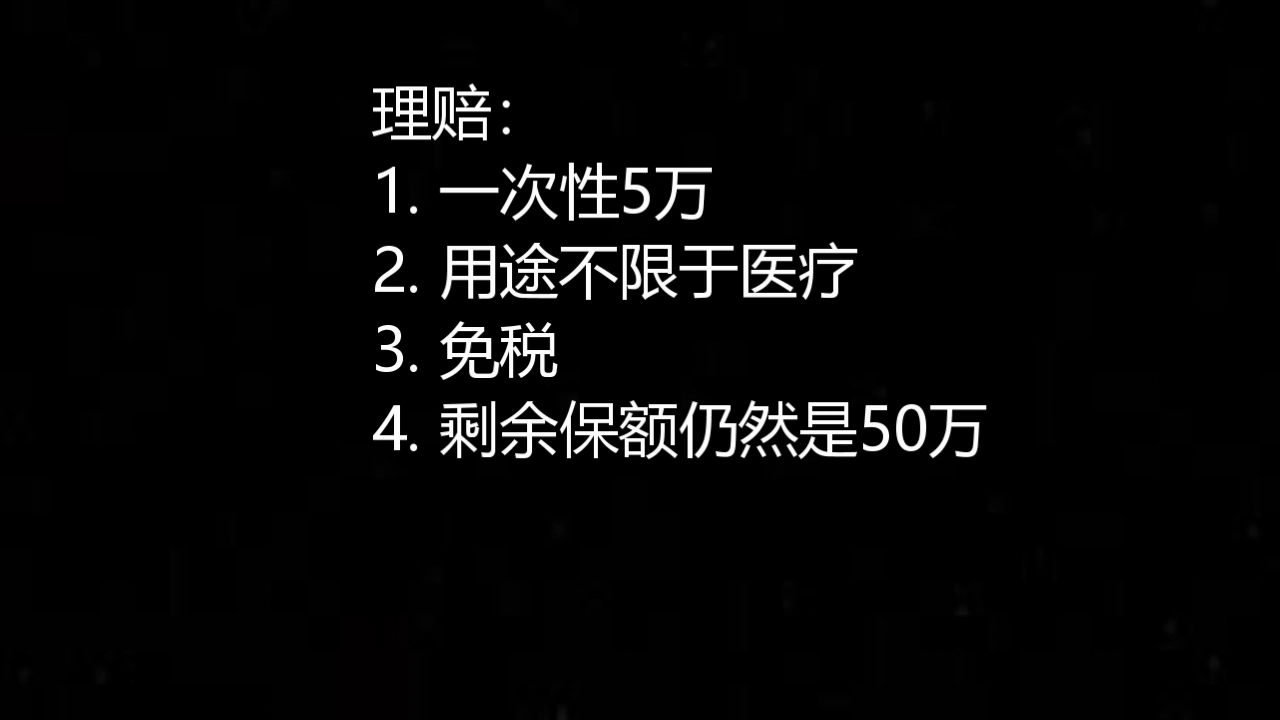 理赔：
1. 一次性5万
2. 用途不限于医疗
3. 免税
4. 剩余保额仍然是50万